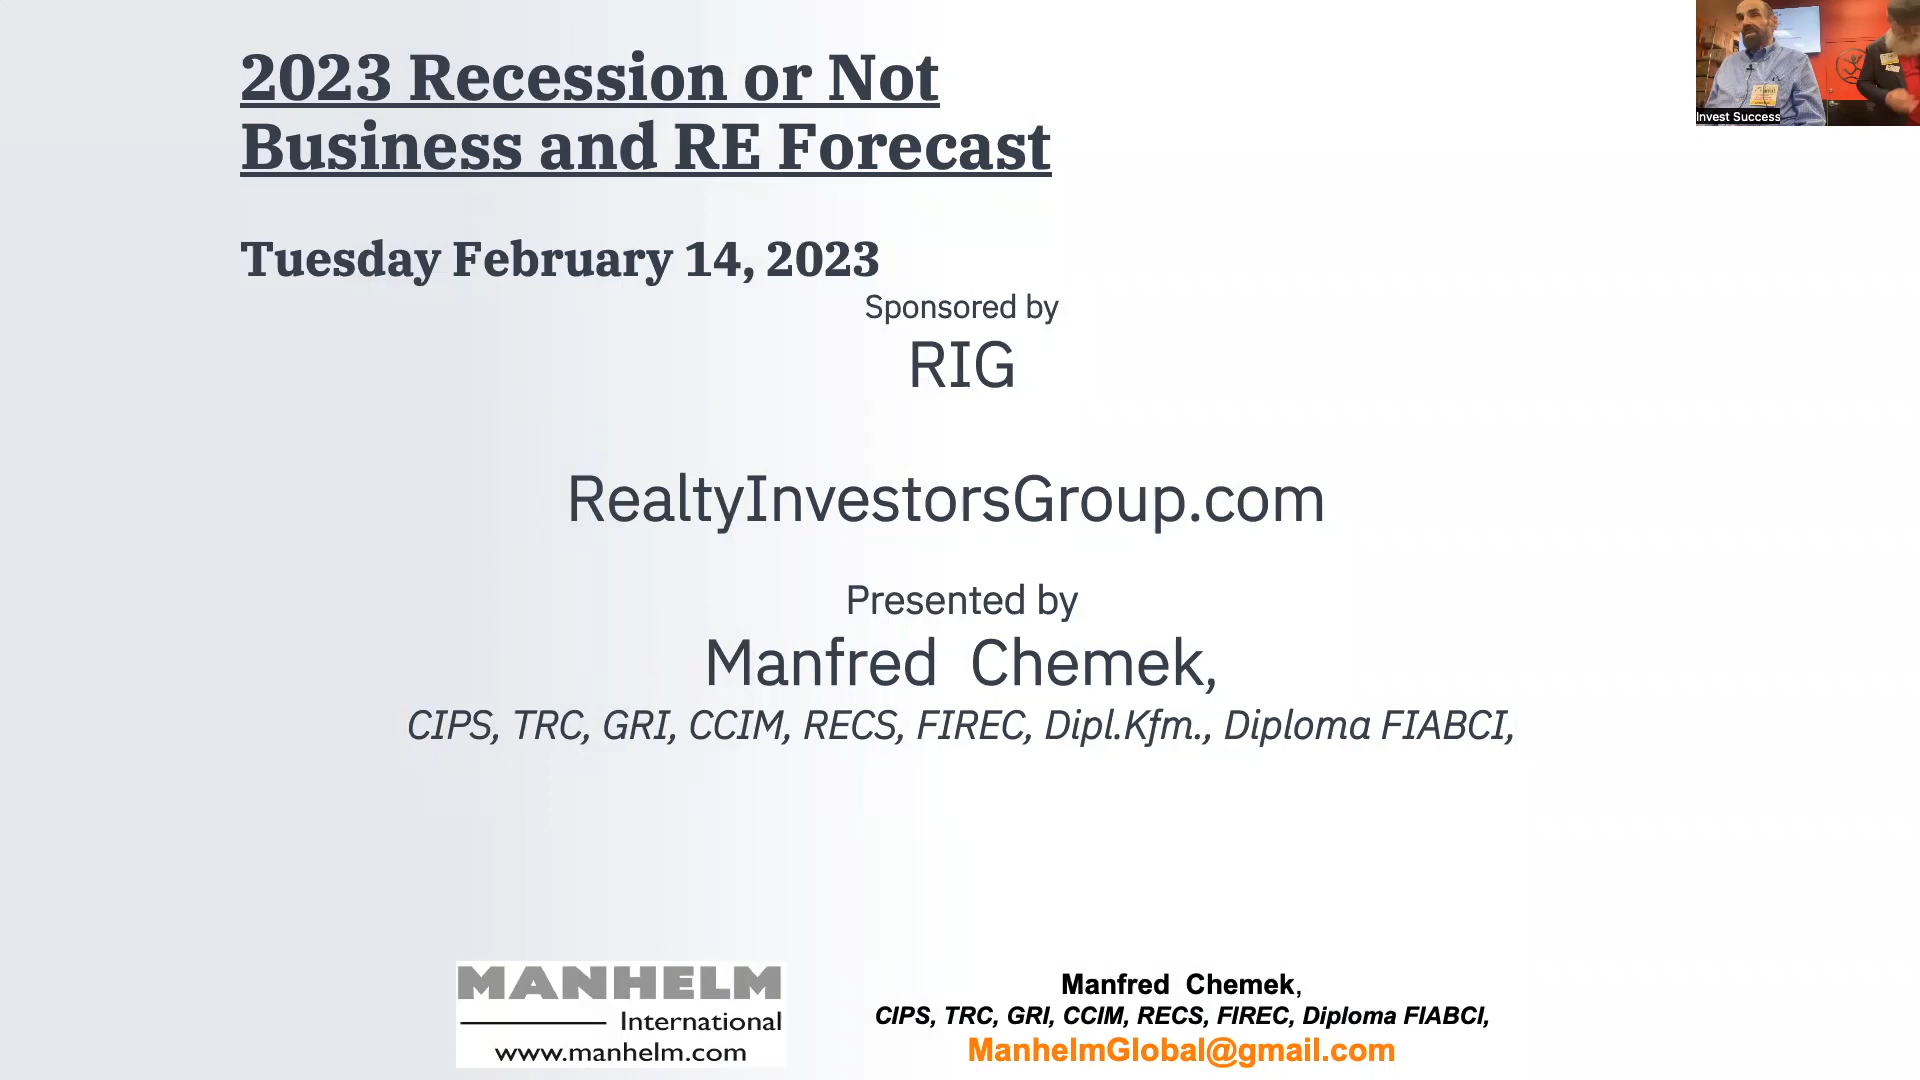 2023 Recession or Not
Business and RE Forecast
Tuesday February 14, 2023
Sponsored by
RIG
RealtyInvestorsGroup.com
Presented by
Manfred Chemek,
CIPS, TRC, GRI, CCIM, RECS, FIREC, Dipl.Kfm., Diploma FIABCI,
Invest Success
MANHELM
International
www.manhelm.com
Manfred Chemek,
CIPS, TRC, GRI, CCIM, RECS, FIREC, Diploma FIABCI,
ManhelmGlobal@gmail.com